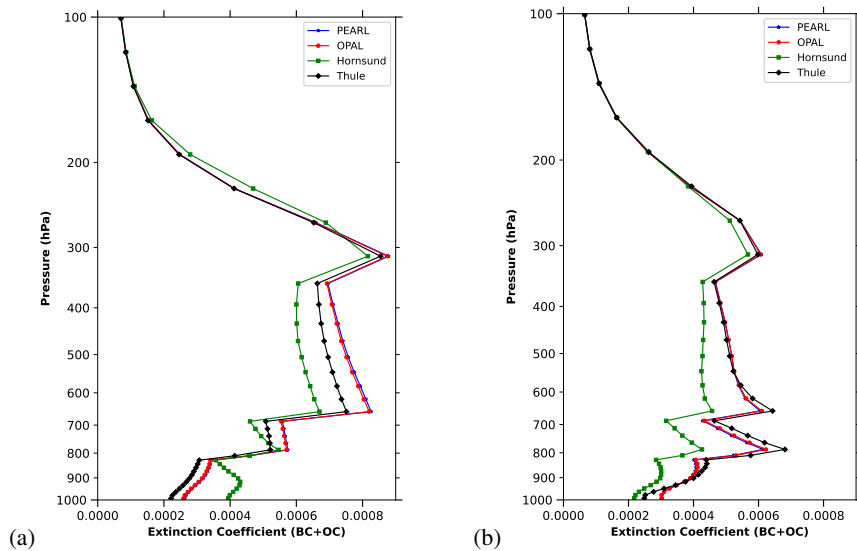 100
200
300
400
500
600
700
800
900
1000
Pressure (hPa)
0.0000 0.0002 0.0004 0.0006 0.0008
Extinction Coefficient (BC+OC)
PEARL
OPAL
Hornsund
Thule
(a)
100
200
300
400
500
600
700
800
900
1000
Pressure (hPa)
0.0000 0.0002 0.0004 0.0006 0.0008
Extinction Coefficient (BC+OC)
PEARL
OPAL
Hornsund
Thule
(b)